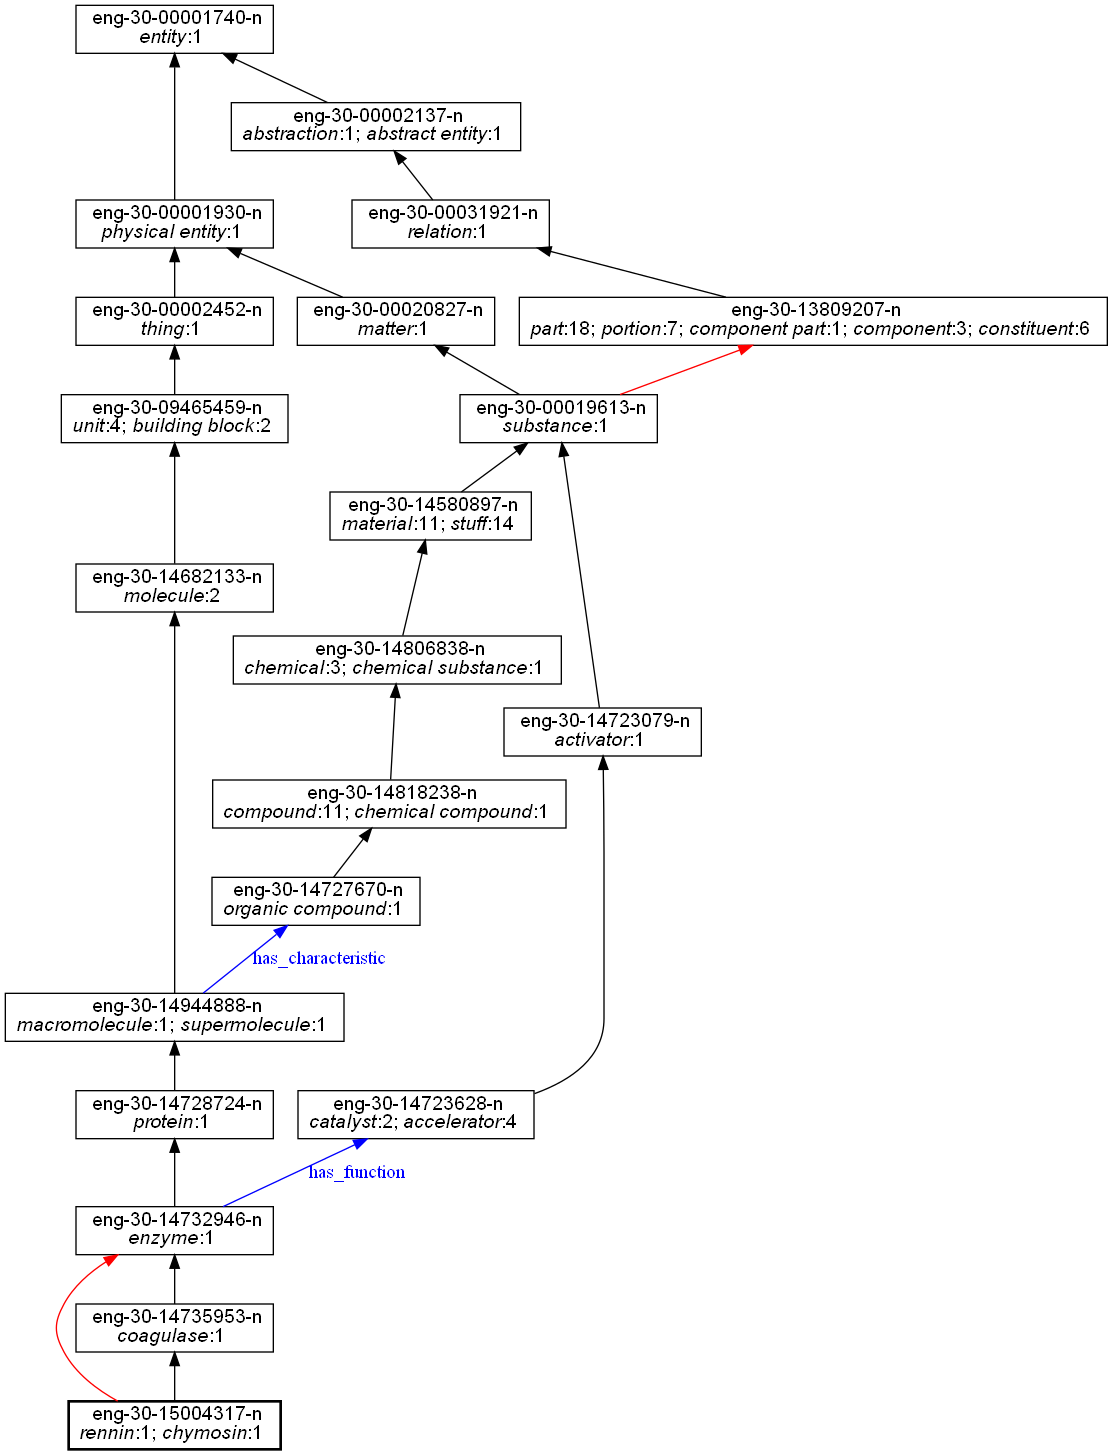 eng-30-00001740-n
entity:1
eng-30-00002137-n
abstraction:1; abstract entity:1
eng-30-00001930-n
physical entity:1
eng-30-00031921-n
relation:1
eng-30-00002452-n
thing:1
eng-30-00020827-n
matter:1
eng-30-13809207-n
part:18; portion:7; component part:1; component:3; constituent:6
eng-30-09465459-n
unit:4; building block:2
eng-30-00019613-n
substance:1
eng-30-14580897-n
material:11; stuff:14
eng-30-14682133-n
molecule:2
eng-30-14806838-n
chemical:3; chemical substance:1
eng-30-14723079-n
activator:1
eng-30-14818238-n
compound:11; chemical compound:1
eng-30-14727670-n
organic compound:1
has_characteristic
eng-30-14944888-n
macromolecule:1; supermolecule:1
eng-30-14728724-n
protein:1
eng-30-14723628-n
catalyst:2; accelerator:4
has_function
eng-30-14732946-n
enzyme:1
eng-30-14735953-n
coagulase:1
eng-30-15004317-n
rennin:1; chymosin:1